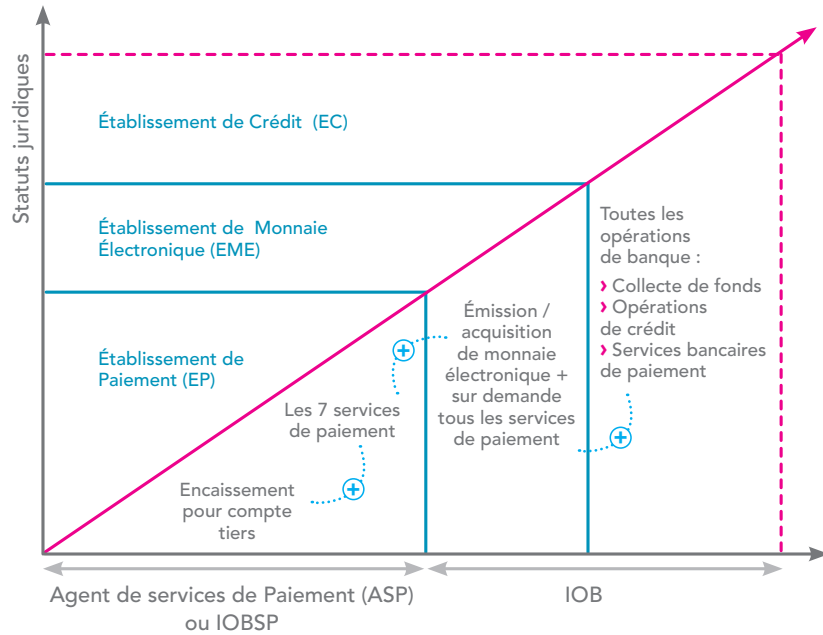 Statuts juridiques
Établissement de Crédit (EC)
Établissement de Monnaie
Électronique (EME)
Établissement de
Paiement (EP)
Encaissement
pour compte
tiers
Les 7 services
de paiement
Émission /
acquisition
de monnaie
électronique +
sur demande
tous les services
de paiement
Toutes les
opérations
de banque :
› Collecte de fonds
› Opérations
de crédit
› Services bancaires
de paiement
Agent de services de Paiement (ASP)
ou IOBSP
IOB